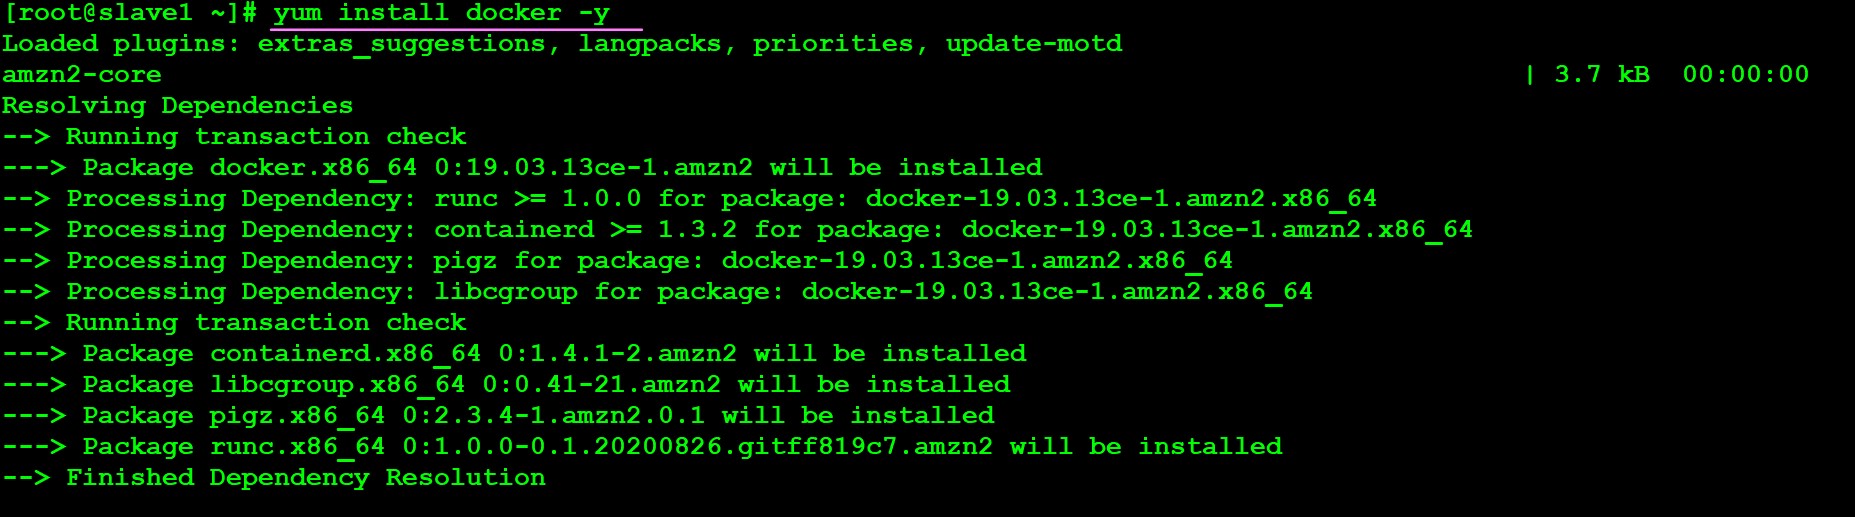 [root@slave1 ~]# yum install docker -y
Loaded plugins: extras_suggestions, langpacks, priorities, update-motd
amzn2-core | 3.7 kB 00:00:00
Resolving Dependencies
--> Running transaction check
---> Package docker.x86_64 0:19.03.13ce-1.amzn2 will be installed
--> Processing Dependency: runc >= 1.0.0 for package: docker-19.03.13ce-1.amzn2.x86_64
--> Processing Dependency: containerd >= 1.3.2 for package: docker-19.03.13ce-1.amzn2.x86_64
--> Processing Dependency: pigz for package: docker-19.03.13ce-1.amzn2.x86_64
--> Processing Dependency: libcgroup for package: docker-19.03.13ce-1.amzn2.x86_64
--> Running transaction check
---> Package containerd.x86_64 0:1.4.1-2.amzn2 will be installed
---> Package libcgroup.x86_64 0:0.41-21.amzn2 will be installed
---> Package pigz.x86_64 0:2.3.4-1.amzn2.0.1 will be installed
---> Package runc.x86_64 0:1.0.0-0.1.20200826.gitff819c7.amzn2 will be installed
--> Finished Dependency Resolution